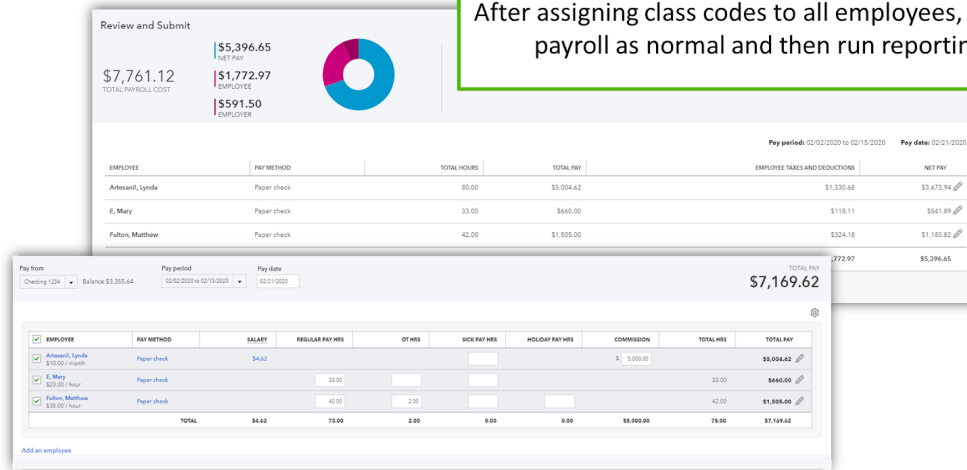 After assigning class codes to all employees,
payroll as normal and then run reportin
Review and Submit
$7,761.12
TOTAL PAYROLL COST
$5,396.65
NET PAY
$1,772.97
EMPLOYEE
$591.50
EMPLOYER
Pay period: 02/02/2020 to 02/15/2020 Pay date: 02/21/2020
EMPLOYEE PAY METHOD TOTAL HOURS TOTAL PAY EMPLOYEE TAXES AND DEDUCTIONS NET PAY
Artesanil, Lynda Paper check 80.00 $5,004.62 $1,330.68 $3,673.94
E, Mary Paper check 33.00 $660.00 $118.11 $541.89
Fulton, Matthew Paper check 42.00 $1,505.00 $324.18 $1,180.82
,772.97 $5,396.65
Pay from Pay period Pay date TOTAL PAY
Checking 1234 Balance $3,355.64 02/02/2020 to 02/15/2020 02/21/2020 $7,169.62
EMPLOYEE PAY METHOD SALARY REGULAR PAY HRS OT HRS SICK PAY HRS HOLIDAY PAY HRS COMMISSION TOTAL HRS TOTAL PAY
Artesanil, Lynda Paper check $4.62 $ 5,000.00 $5,004.62
$10.00 / month
E, Mary Paper check 33.00 33.00 $660.00
$20.00 / hour
Fulton, Matthew Paper check 40.00 2.00 42.00 $1,505.00
$35.00 / hour
TOTAL $4.62 73.00 2.00 0.00 0.00 $5,000.00 75.00 $7,169.62
Add an employee